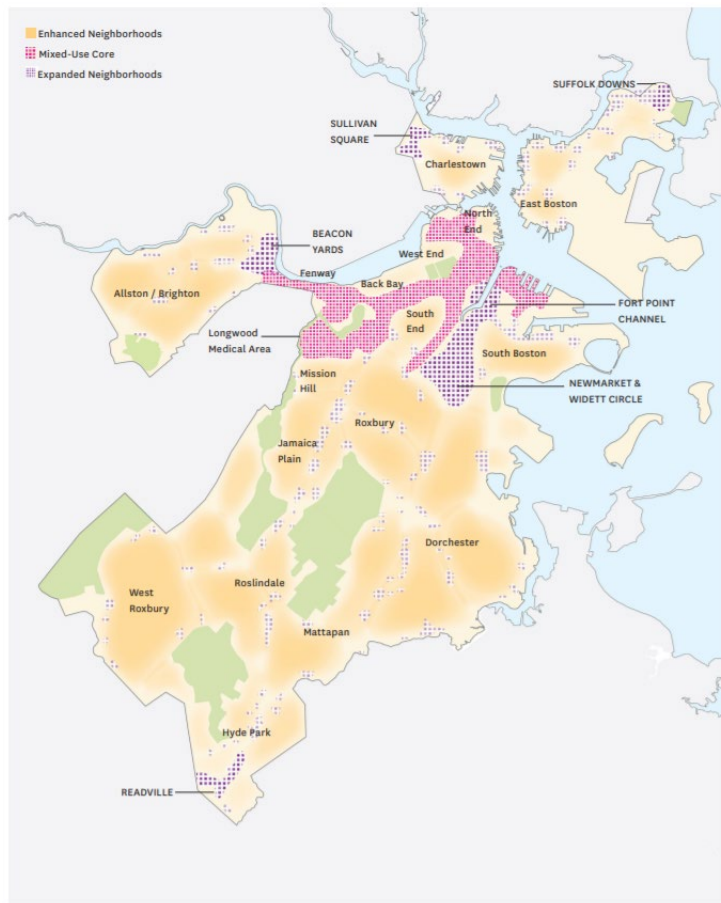 Enhanced Neighborhoods
Mixed-Use Core
Expanded Neighborhoods
SUFFOLK DOWNS
SULLIVAN
SQUARE
Charlestown
North
End
East Boston
BEACON
YARDS
West End
Fenway
Back Bay
Allston / Brighton
South
End
FORT POINT
CHANNEL
Longwood
Medical Area
South Boston
Mission
Hill
NEWMARKET &
WIDETT CIRCLE
Roxbury
Jamaica
Plain
Dorchester
Roslindale
West
Roxbury
Mattapan
Hyde Park
READVILLE